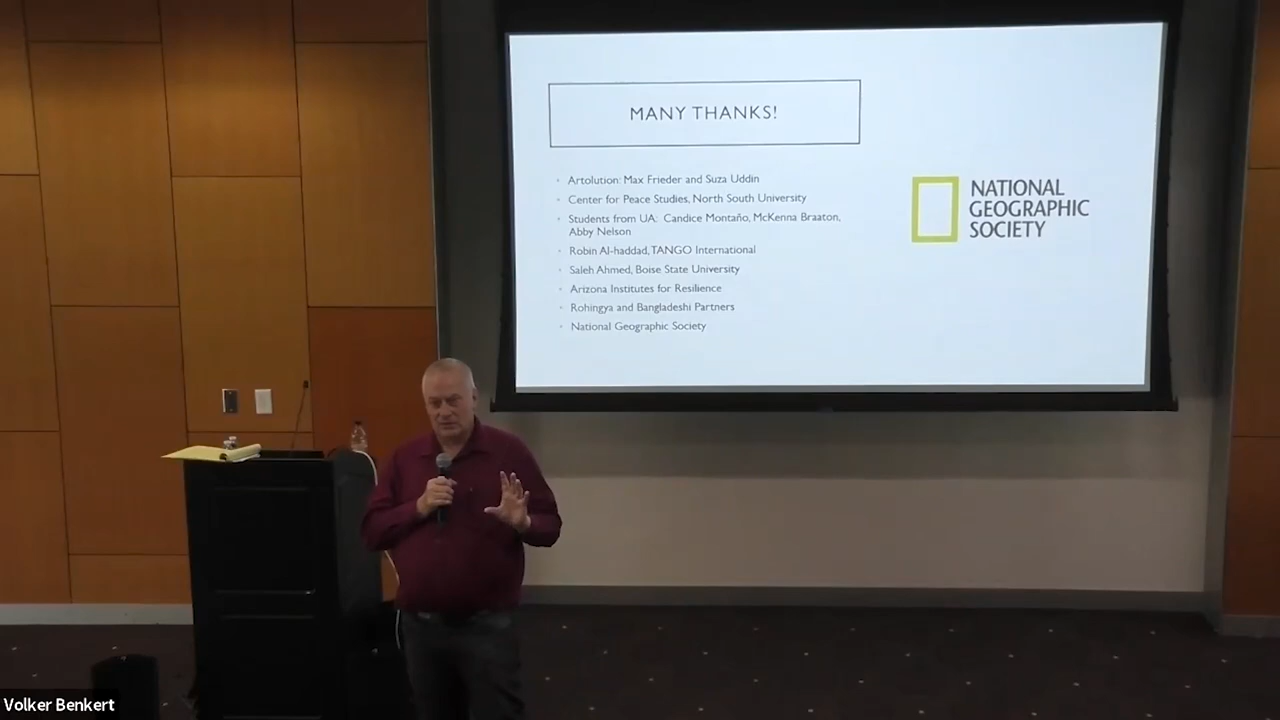 MANY THANKS!
Artolution: Max Frieder and Suza Uddin
Center for Peace Studies, North South University
Students from UA: Candice Montaño, McKenna Braaton,
Abby Nelson
Robin Al-haddad, TANGO International
Saleh Ahmed, Boise State University
Arizona Institutes for Resilience
Rohingya and Bangladeshi Partners
National Geographic Society
NATIONAL
GEOGRAPHIC
SOCIETY
Volker Benkert